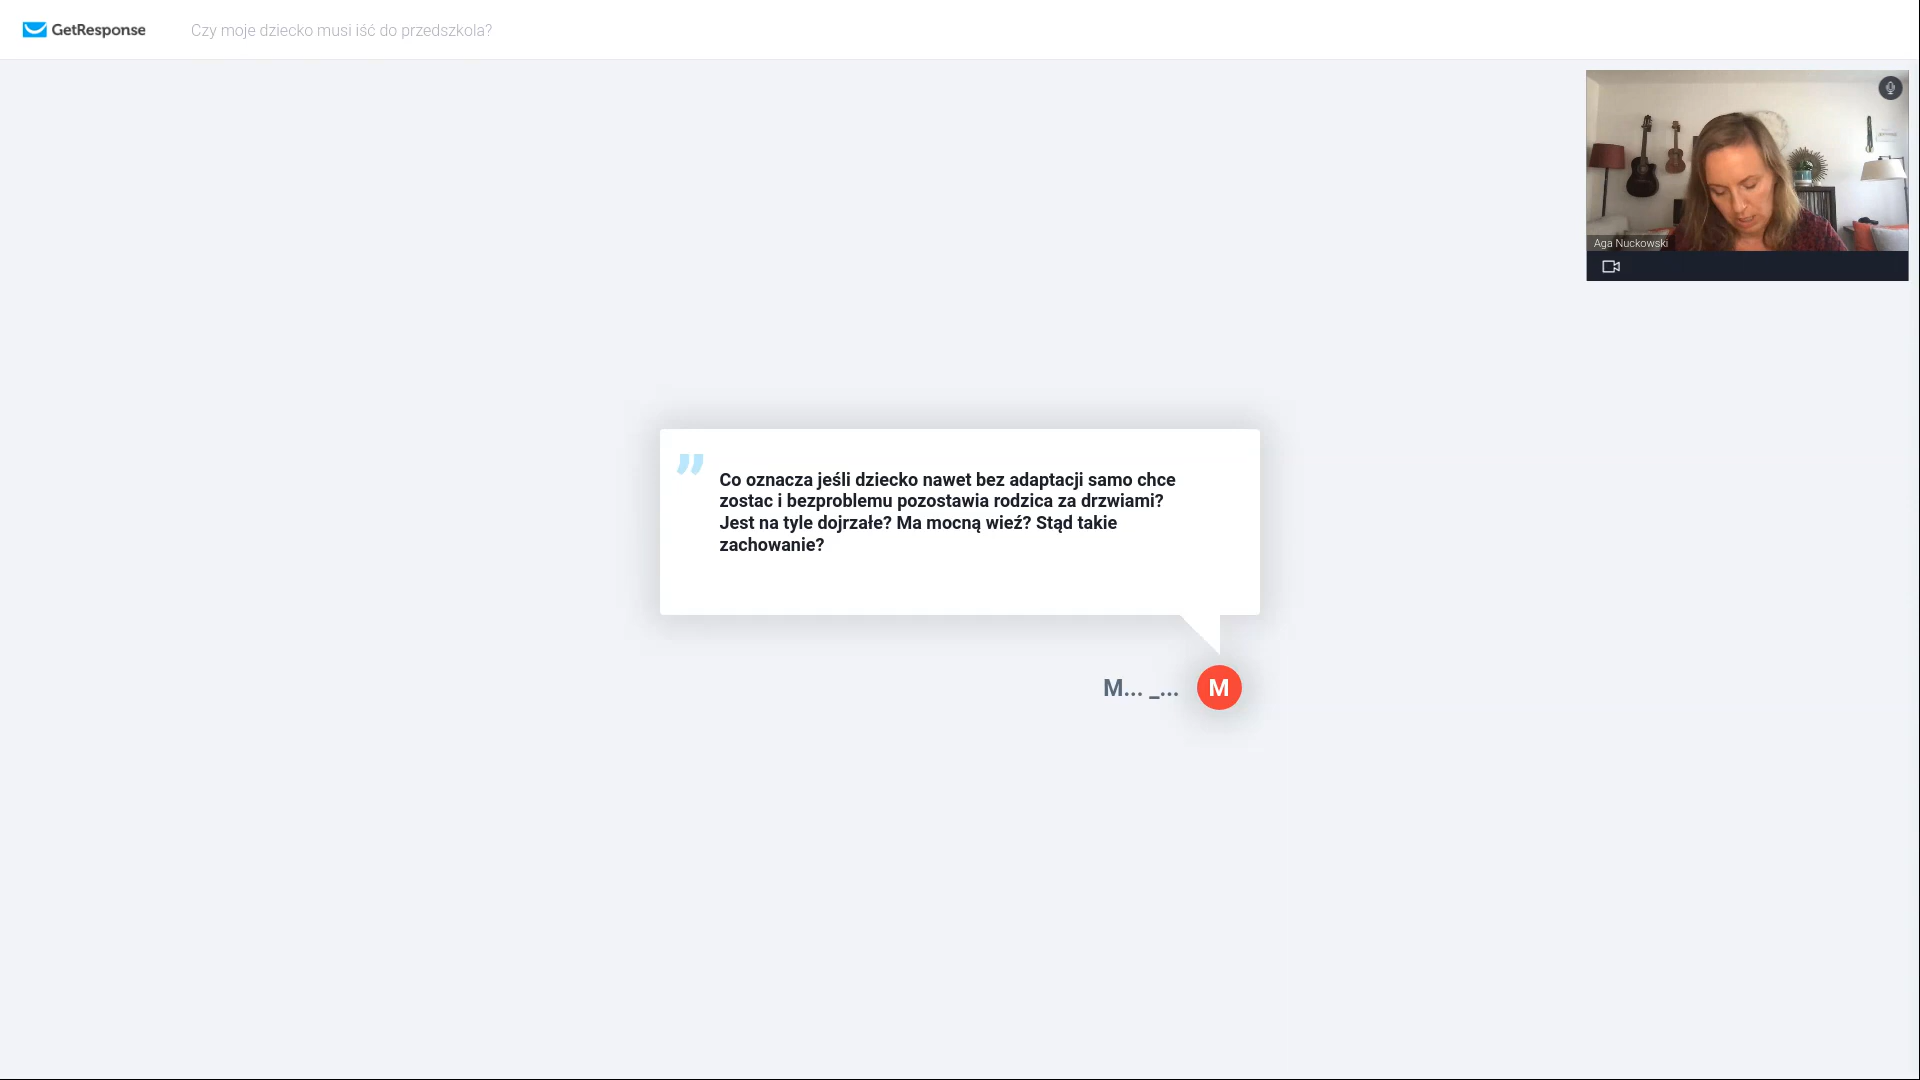 GetResponse
Czy moje dziecko musi iść do przedszkola?
Aga Nuckowski
Co oznacza jeśli dziecko nawet bez adaptacji samo chce
zostac i bezproblemu pozostawia rodzica za drzwiami?
Jest na tyle dojrzałe? Ma mocną wieź? Stąd takie
zachowanie?
M... _...
M